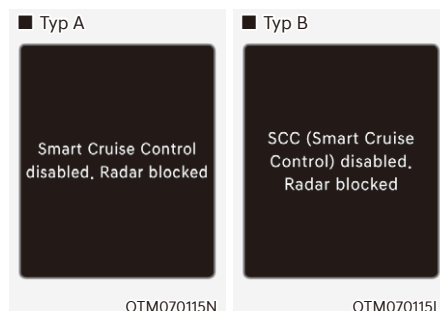 ■ Typ A
Smart Cruise Control
disabled. Radar blocked
OTM070115N
■ Typ B
SCC (Smart Cruise
Control) disabled.
Radar blocked
OTM070115L